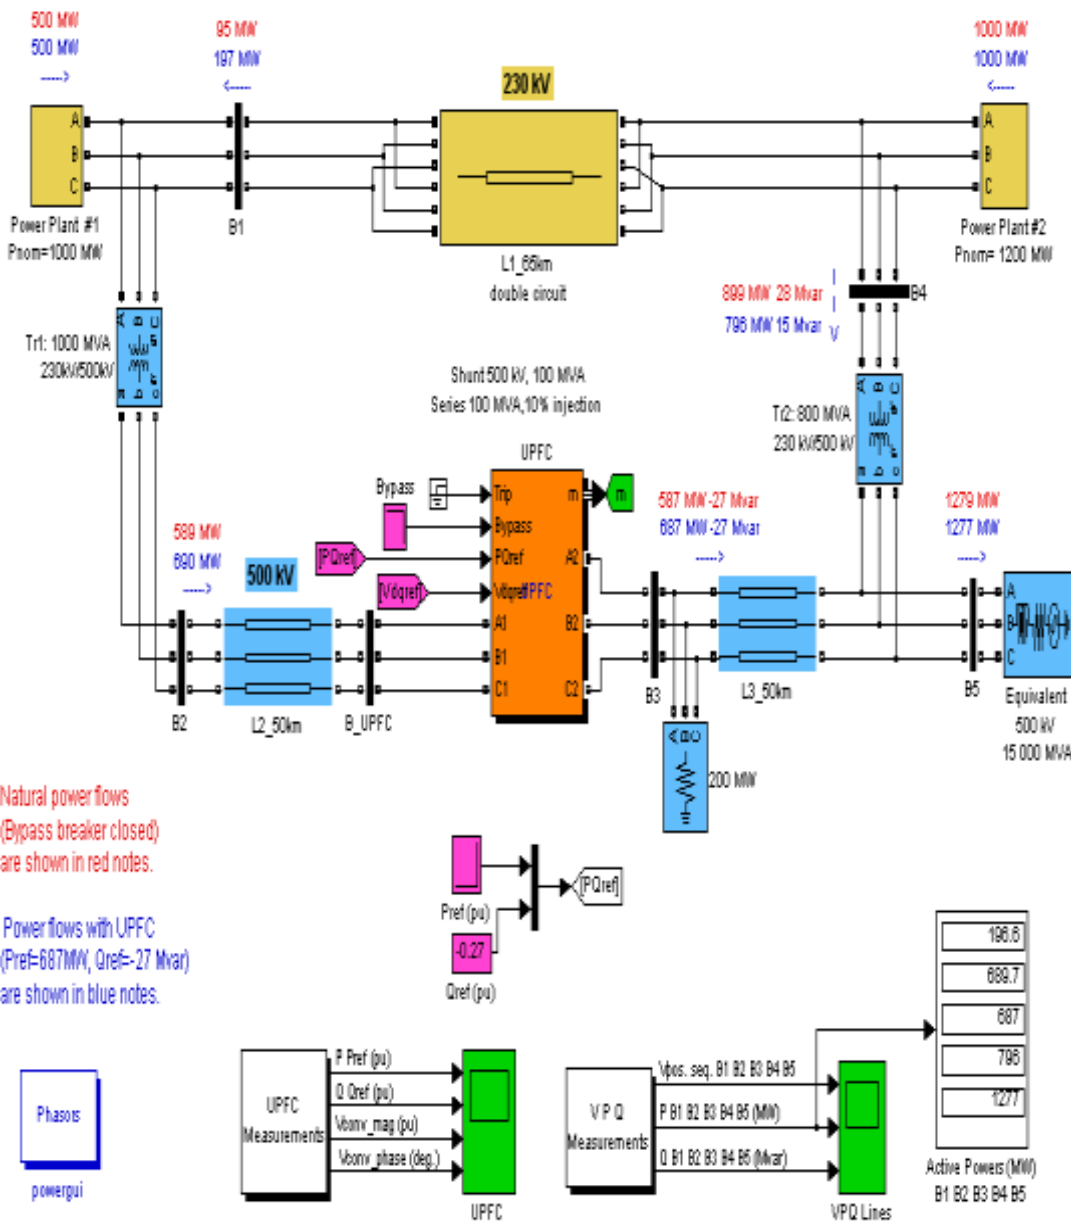 500 MW
500 MW
---->
95 MW
197 MW
<----
230 kV
1000 MW
1000 MW
<----
A
B
C
A
B
C
Power Plant #1
Pnom=1000 MW
B1
L1_65km
double circuit
Power Plant #2
Pnom= 1200 MW
899 MW 28 Mvar
796 MW 15 Mvar
V
B4
A B C
a b c
Tr1: 1000 MVA
230kV/500kV
Shunt 500 kV, 100 MVA
Series 100 MVA,10% injection
A B C
a b c
Tr2: 800 MVA
230 kV/500 kV
UPFC
Bypass
Trip
m
m
Bypass
[PQref]
PQref
A2
[Vdqref]
Vdqref
UPFC
A1
B2
B1
C1
C2
589 MW
690 MW
---->
500 kV
587 MW -27 Mvar
687 MW -27 Mvar
---->
1279 MW
1277 MW
---->
A
B
C
B2
L2_50km
B_UPFC
B3
L3_50km
B5
Equivalent
500 kV
15 000 MVA
A B C
200 MW
Natural power flows
(Bypass breaker closed)
are shown in red notes.
Pref (pu)
[PQref]
-0.27
Qref (pu)
Power flows with UPFC
(Pref=687MW, Qref=-27 Mvar)
are shown in blue notes.
196.6
689.7
687
796
1277
Active Powers (MW)
B1 B2 B3 B4 B5
Phasors
powergui
UPFC
Measurements
P Pref (pu)
Q Qref (pu)
Vconv_mag (pu)
Vconv_phase (deg.)
UPFC
V P Q
Measurements
Vpos. seq. B1 B2 B3 B4 B5
P B1 B2 B3 B4 B5 (MW)
Q B1 B2 B3 B4 B5 (Mvar)
VPQ Lines